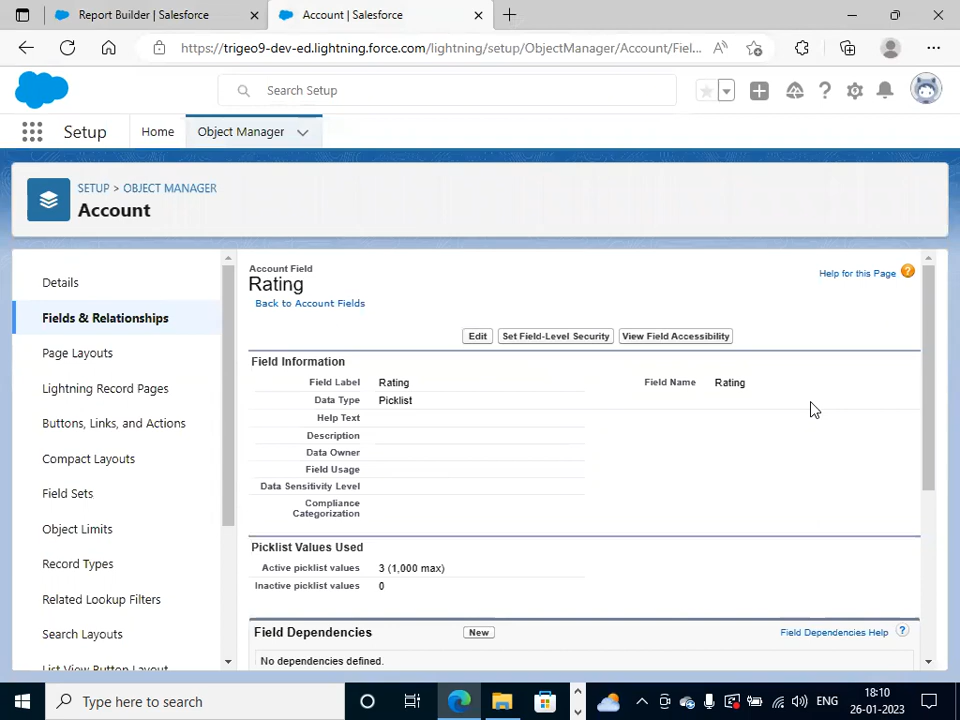 Report Builder | Salesforce
Account | Salesforce
https://trigeo9-dev-ed.lightning.force.com/lightning/setup/ObjectManager/Account/Fiel...
Search Setup
Setup
Home
Object Manager
SETUP > OBJECT MANAGER
Account
Details
Fields & Relationships
Page Layouts
Lightning Record Pages
Buttons, Links, and Actions
Compact Layouts
Field Sets
Object Limits
Record Types
Related Lookup Filters
Search Layouts
List View Button Layout
Account Field
Rating
Back to Account Fields
Help for this Page
Edit
Set Field-Level Security
View Field Accessibility
Field Information
Field Label Rating
Field Name Rating
Data Type Picklist
Help Text
Description
Data Owner
Field Usage
Data Sensitivity Level
Compliance
Categorization
Picklist Values Used
Active picklist values 3 (1,000 max)
Inactive picklist values 0
Field Dependencies
New
Field Dependencies Help ?
No dependencies defined.
Type here to search
ENG
18:10
26-01-2023